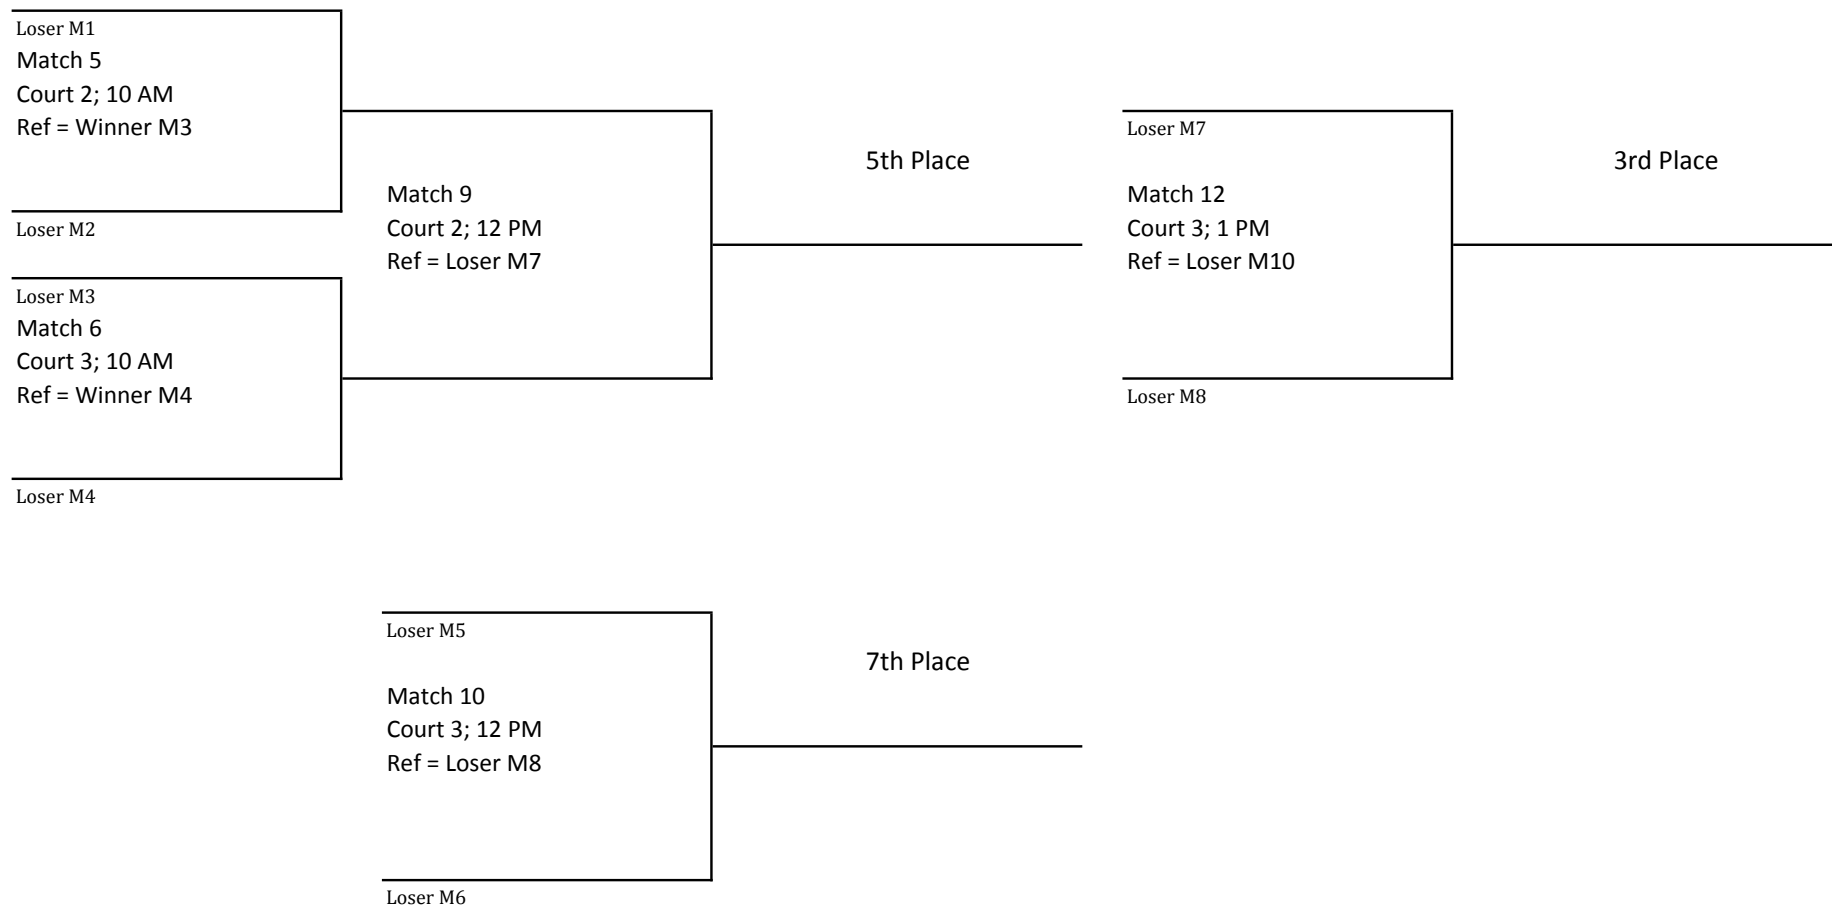 Loser M1
Match 5
Court 2; 10 AM
Ref = Winner M3
Loser M2
Loser M3
Match 6
Court 3; 10 AM
Ref = Winner M4
Loser M4
Match 9
Court 2; 12 PM
Ref = Loser M7
5th Place
Loser M7
Match 12
Court 3; 1 PM
Ref = Loser M10
Loser M8
3rd Place
Loser M5
Match 10
Court 3; 12 PM
Ref = Loser M8
Loser M6
7th Place